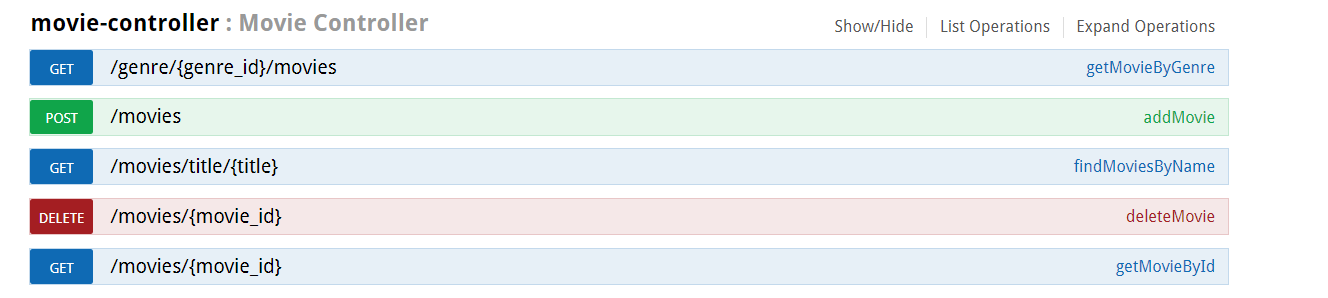 movie-controller : Movie Controller Show/Hide List Operations Expand Operations
GET /genre/{genre_id}/movies getMovieByGenre
POST /movies addMovie
GET /movies/title/{title} findMoviesByName
DELETE /movies/{movie_id} deleteMovie
GET /movies/{movie_id} getMovieById